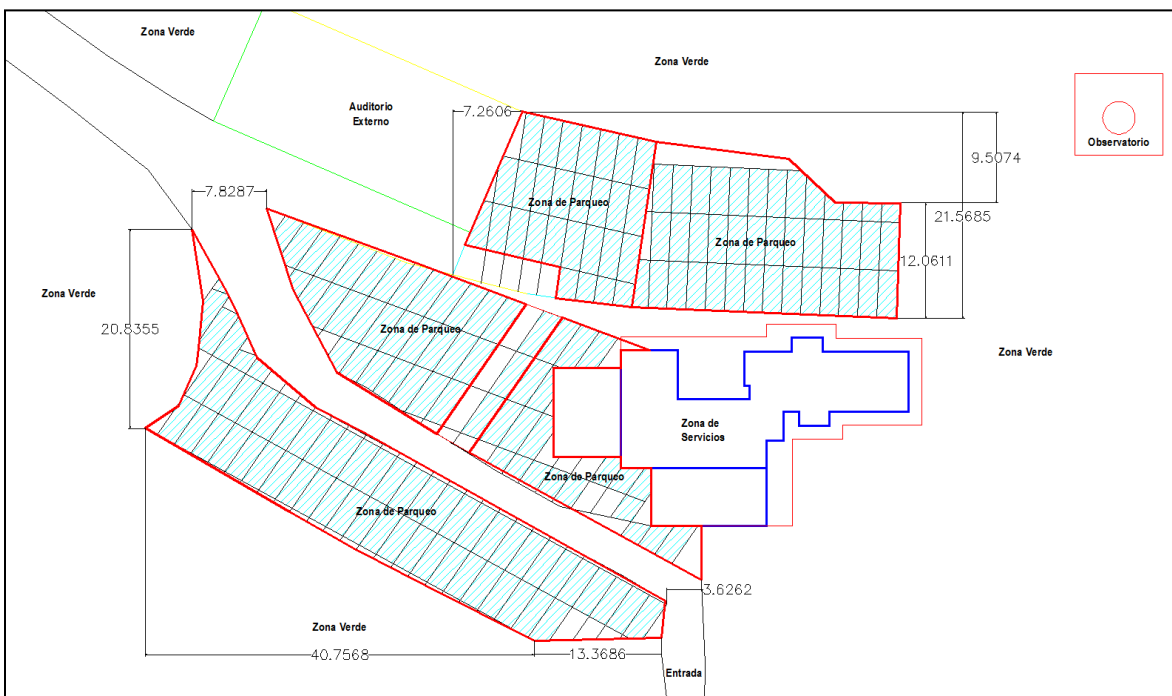 Zona Verde
Zona Verde
Auditorio
Externo
7.2606
Observatorio
9.5074
7.8287
Zona de Parqueo
21.5685
Zona de Parqueo
12.0611
Zona Verde
20.8355
Zona de Parqueo
Zona Verde
Zona de
Servicios
Zona de Parqueo
Zona de Parqueo
3.6262
Zona Verde
40.7568
13.3686
Entrada